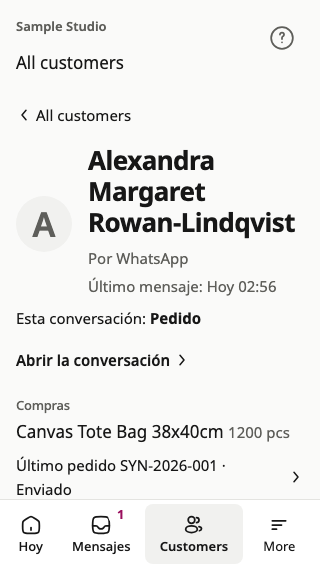 Sample Studio
All customers
All customers
Alexandra
Margaret
Rowan-Lindqvist
A
Por WhatsApp
Último mensaje: Hoy 02:56
Esta conversación: Pedido
Abrir la conversación
Compras
Canvas Tote Bag 38x40cm 1200 pcs
Último pedido SYN-2026-001 ·
Enviado
1
Hoy Mensajes Customers More